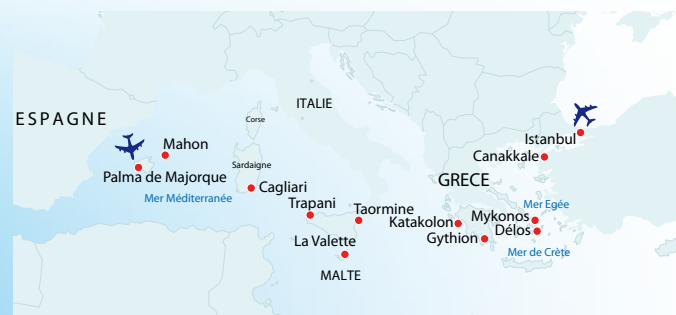 ESPAGNE
ITALIE
Corse
Istanbul
Mahon
Canakkale
Sardaigne
Palma de Majorque
GRECE
Cagliari
Mer Méditerranée
Trapani
Mer Egée
Taormine
Mykonos
Katakolon
Délos
La Valette
Gythion
Mer de Crète
MALTE